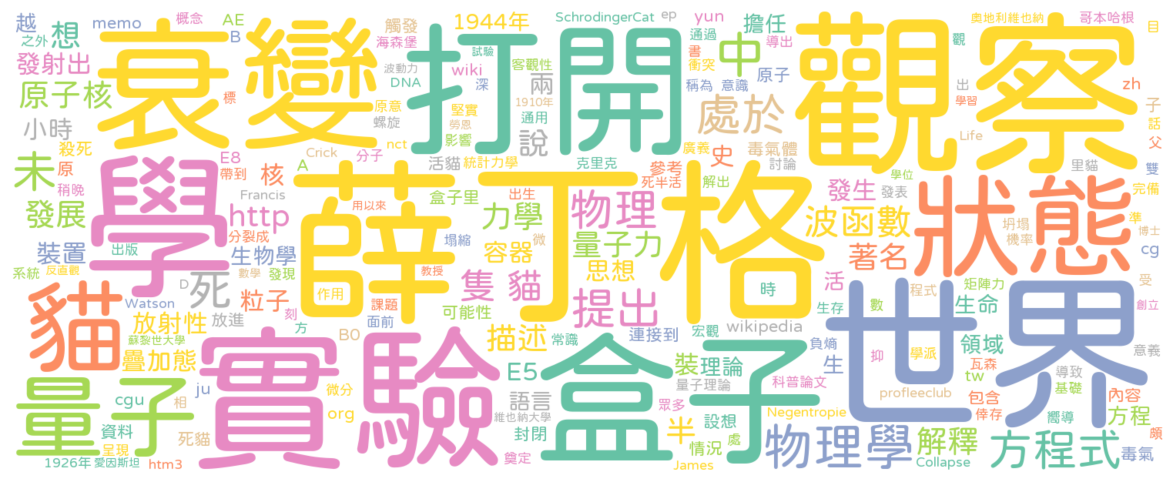 越 之外 memo 概念 AE B 觸發 海森堡 1944年 SchrodingerCat ep yun 通過 書 導出 擔任 奧地利維也納 哥本哈根 目
想 發射出 原子核 小時 殺死
衰變 打開 中 觀察
波動力 DNA 試驗 wiki 客觀性 深 兩 衝突 原子 稱為 意識 觀 zh
標 原意 螺旋 堅實 勞恩 影響 nct 1910年 通用 說 處於 廣義 毒氣體 討論 出 學習 Life 子 話 父
未 原 稍晚 E8 帶到 核 A Crick Francis 分子 活貓 統計力學 克里克 死半活 解出 參考 史 學位 里貓 雙
發展 學 薛丁格 用以來 盒子里 出生 力學 物理 發生 發表 狀態 完備
http 分裂成 微 量子力 波函數 坍塌 機率 準 博士
裝置 出版 生物學 塌縮 容器 思想 著名 cg
系統 反直觀 數學 發現 教授 隻貓 活 矩陣力 受
貓 Watson D 死 粒子 作用 課題 可能性 提出 時 生存 數 程式 生命 創立
放射性 放進 刻 方 面前 描述 常識 連接到 宏觀 wikipedia 負熵 世界
蘇黎世大學 疊加態 B0 裝 理論 生 抑 學派 領域 瓦森 導致 意義
量子 ju 實驗 微分 E5 盒子 量子理論 科普論文 tw 基礎
cgu 相 org 語言 眾多 設想 profleeclub 包含 倖存 內容
資料 死貓 維也納大學 封閉 半 處 Negentropie 嚮導 方程 頗
呈現 情況 物理學 解釋 方程式
1926年 愛因斯坦 htm3 奠定 James Collapse 毒氣